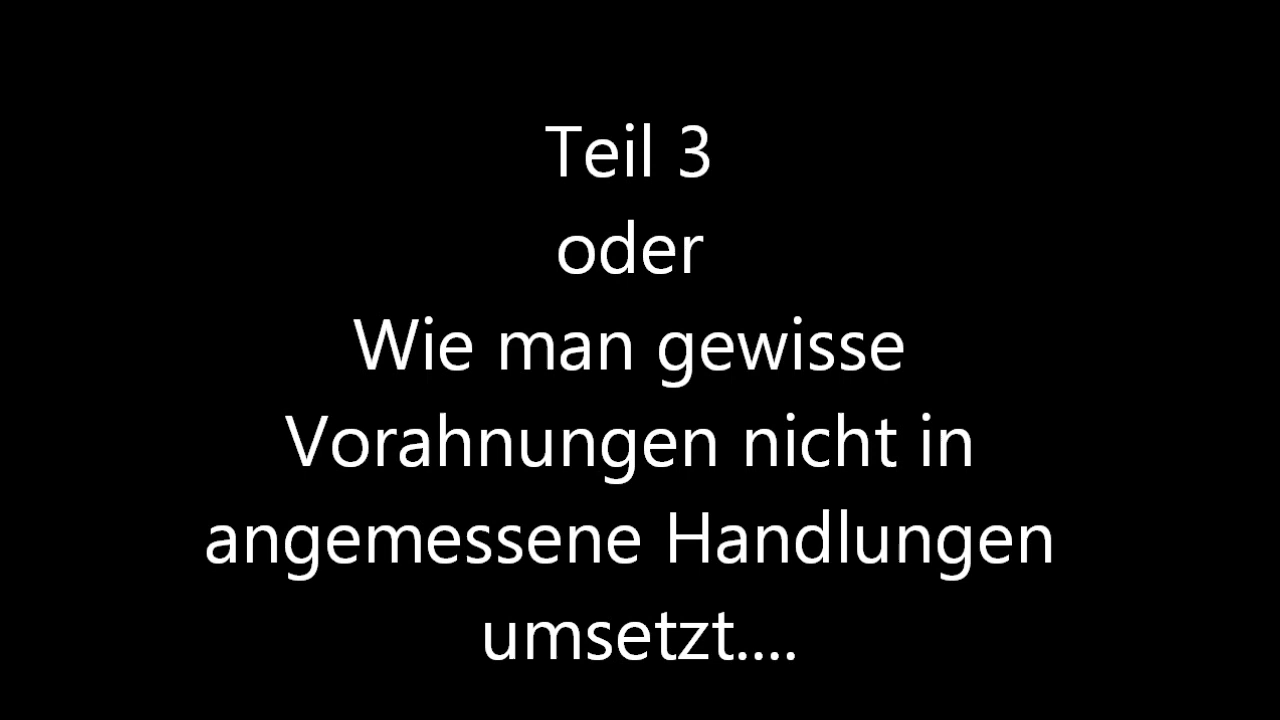 Teil 3
oder
Wie man gewisse
Vorahnungen nicht in
angemessene Handlungen
umsetzt....